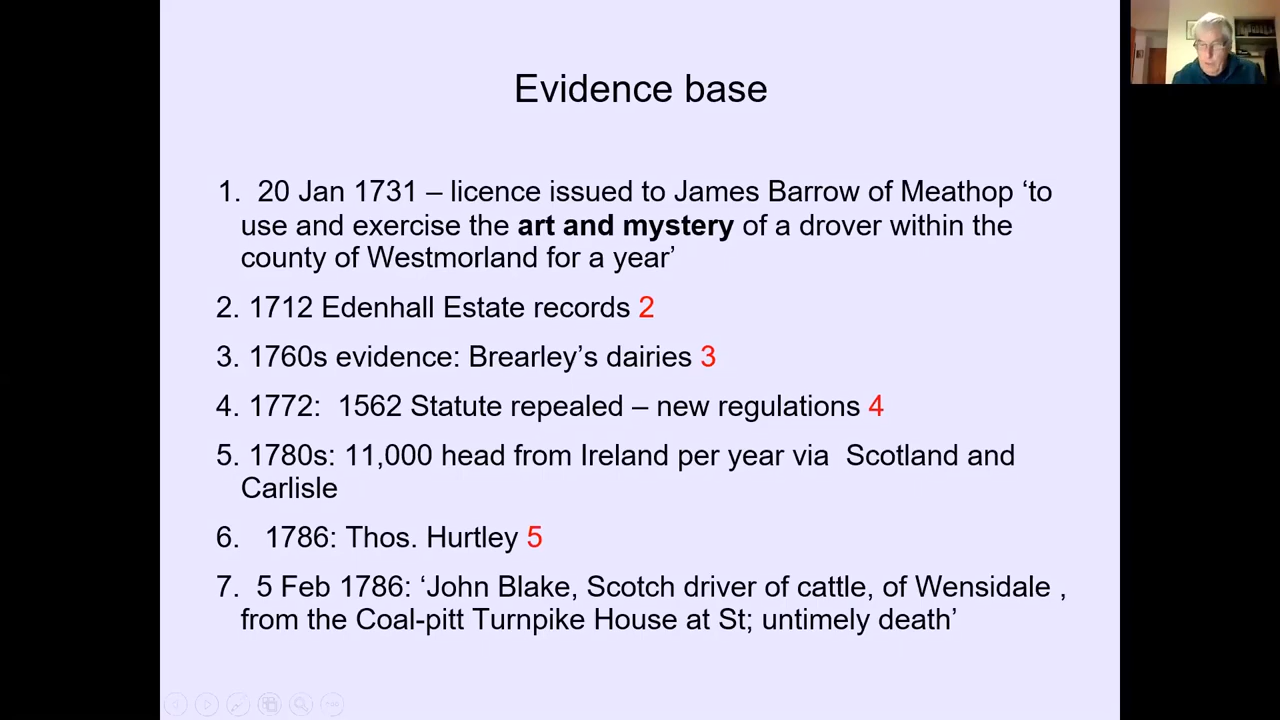 Evidence base
1. 20 Jan 1731 – licence issued to James Barrow of Meathop ‘to
use and exercise the art and mystery of a drover within the
county of Westmorland for a year’
2. 1712 Edenhall Estate records 2
3. 1760s evidence: Brearley’s dairies 3
4. 1772: 1562 Statute repealed – new regulations 4
5. 1780s: 11,000 head from Ireland per year via Scotland and
Carlisle
6. 1786: Thos. Hurtley 5
7. 5 Feb 1786: ‘John Blake, Scotch driver of cattle, of Wensidale ,
from the Coal-pitt Turnpike House at St; untimely death’